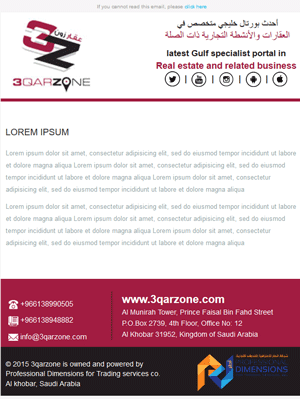 If you cannot read this email, please click here
عقار زون
3QARZONE
أحدث بورتال خليجي متخصص في
العقارات والأنشطة التجارية ذات الصلة
latest Gulf specialist portal in
Real estate and related business
LOREM IPSUM
Lorem ipsum dolor sit amet, consectetur adipisicing elit, sed do eiusmod tempor incididunt ut labore et dolore magna aliqua Lorem ipsum dolor sit amet, consectetur adipisicing elit, sed do eiusmod tempor incididunt ut labore et dolore magna aliqua Lorem ipsum dolor sit amet, consectetur adipisicing elit, sed do eiusmod tempor incididunt ut labore et dolore magna aliqua
Lorem ipsum dolor sit amet, consectetur adipisicing elit, sed do eiusmod tempor incididunt ut labore et dolore magna aliqua Lorem ipsum dolor sit amet, consectetur adipisicing elit, sed do eiusmod tempor incididunt ut labore et dolore magna aliqua Lorem ipsum dolor sit amet, consectetur adipisicing elit, sed do eiusmod tempor incididunt ut labore et dolore magna aliqua
+966138990505
+966138948882
info@3qarzone.com
www.3qarzone.com
Al Munirah Tower, Prince Faisal Bin Fahd Street
P.O.Box 2739, 4th Floor, Office No: 12
Al Khobar 31952, Kingdom of Saudi Arabia
© 2015 3qarzone is owned and powered by
Professional Dimensions for Trading services co.
Al khobar, Saudi Arabia
DIMENSIONS